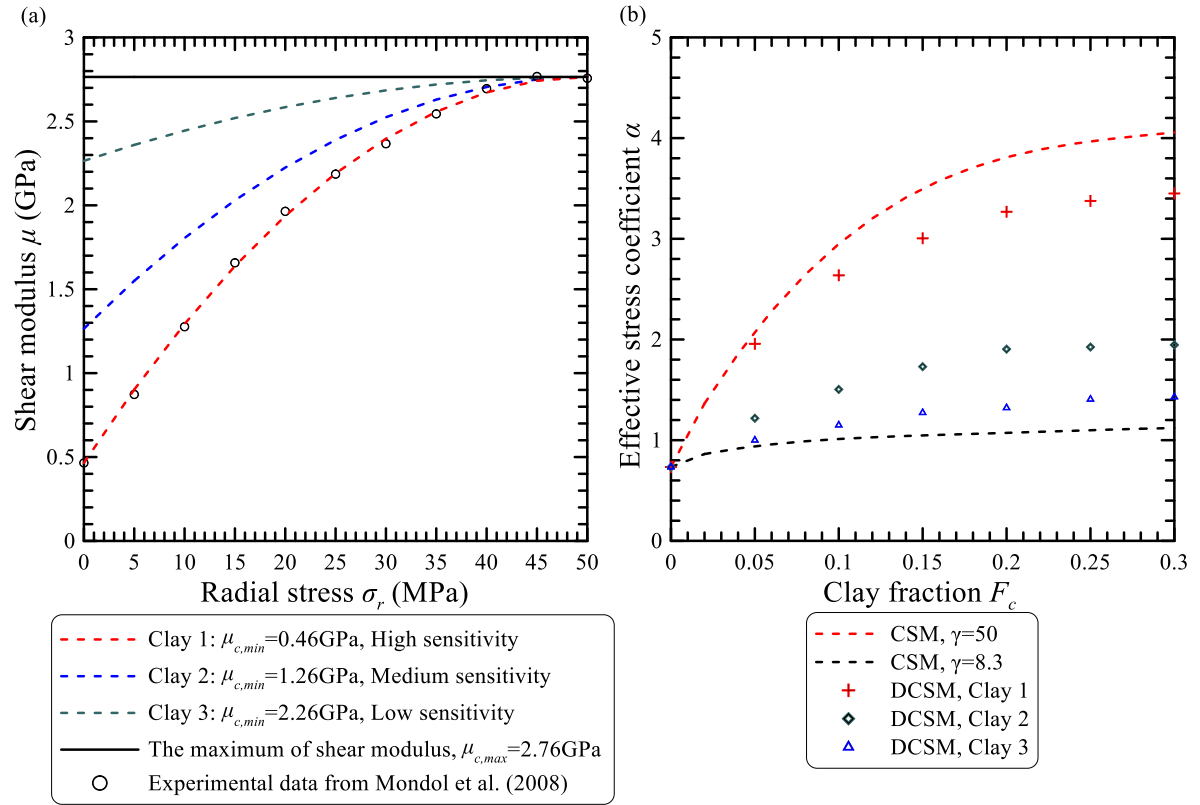 (a)
3
2.5
2
1.5
1
0.5
0
Shear modulus μ (GPa)
0 5 10 15 20 25 30 35 40 45 50
Radial stress σr (MPa)
Clay 1: μc,min=0.46GPa, High sensitivity
Clay 2: μc,min=1.26GPa, Medium sensitivity
Clay 3: μc,min=2.26GPa, Low sensitivity
The maximum of shear modulus, μc,max=2.76GPa
Experimental data from Mondol et al. (2008)
(b)
5
4
3
2
1
0
Effective stress coefficient α
0 0.05 0.1 0.15 0.2 0.25 0.3
Clay fraction Fc
CSM, γ=50
CSM, γ=8.3
DCSM, Clay 1
DCSM, Clay 2
DCSM, Clay 3